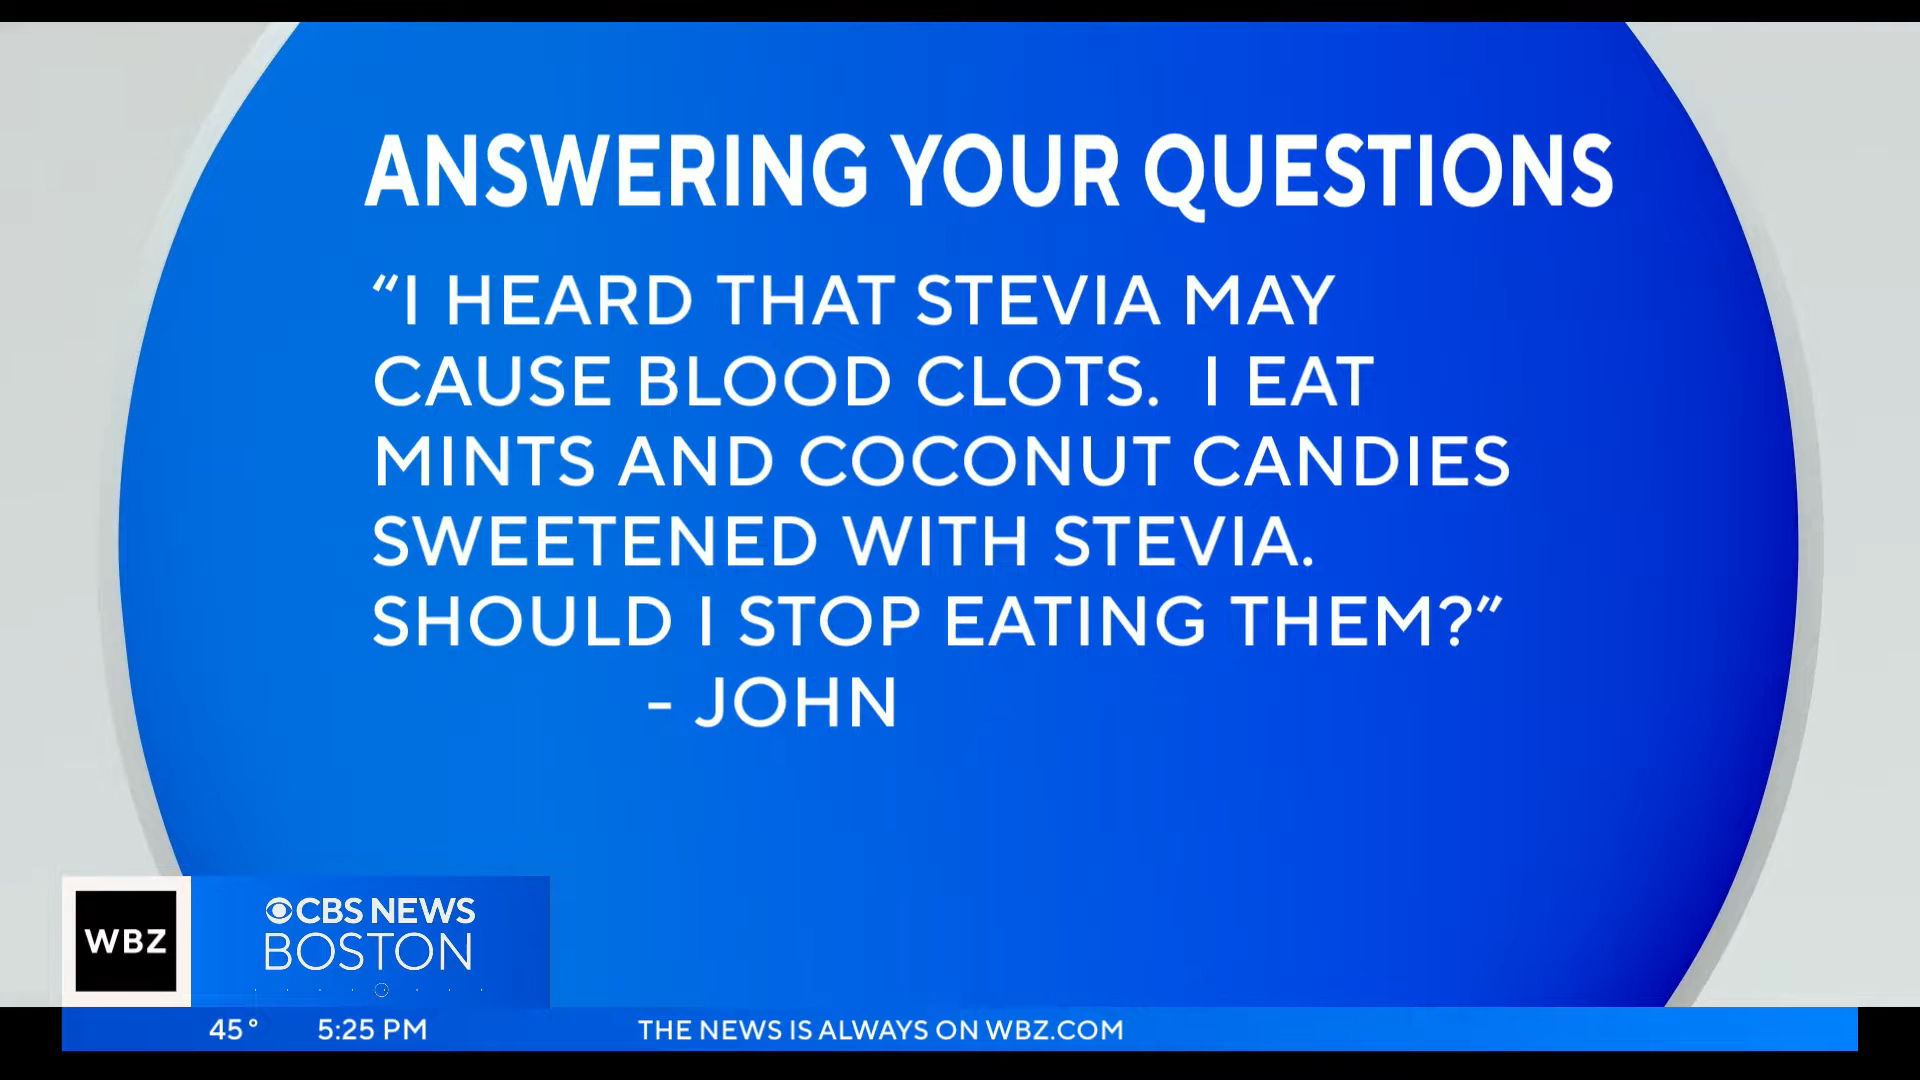 ANSWERING YOUR QUESTIONS
“I HEARD THAT STEVIA MAY
CAUSE BLOOD CLOTS.  I EAT
MINTS AND COCONUT CANDIES
SWEETENED WITH STEVIA.
SHOULD I STOP EATING THEM?”
- JOHN
WBZ
CBS NEWS
BOSTON
45° 5:25 PM THE NEWS IS ALWAYS ON WBZ.COM